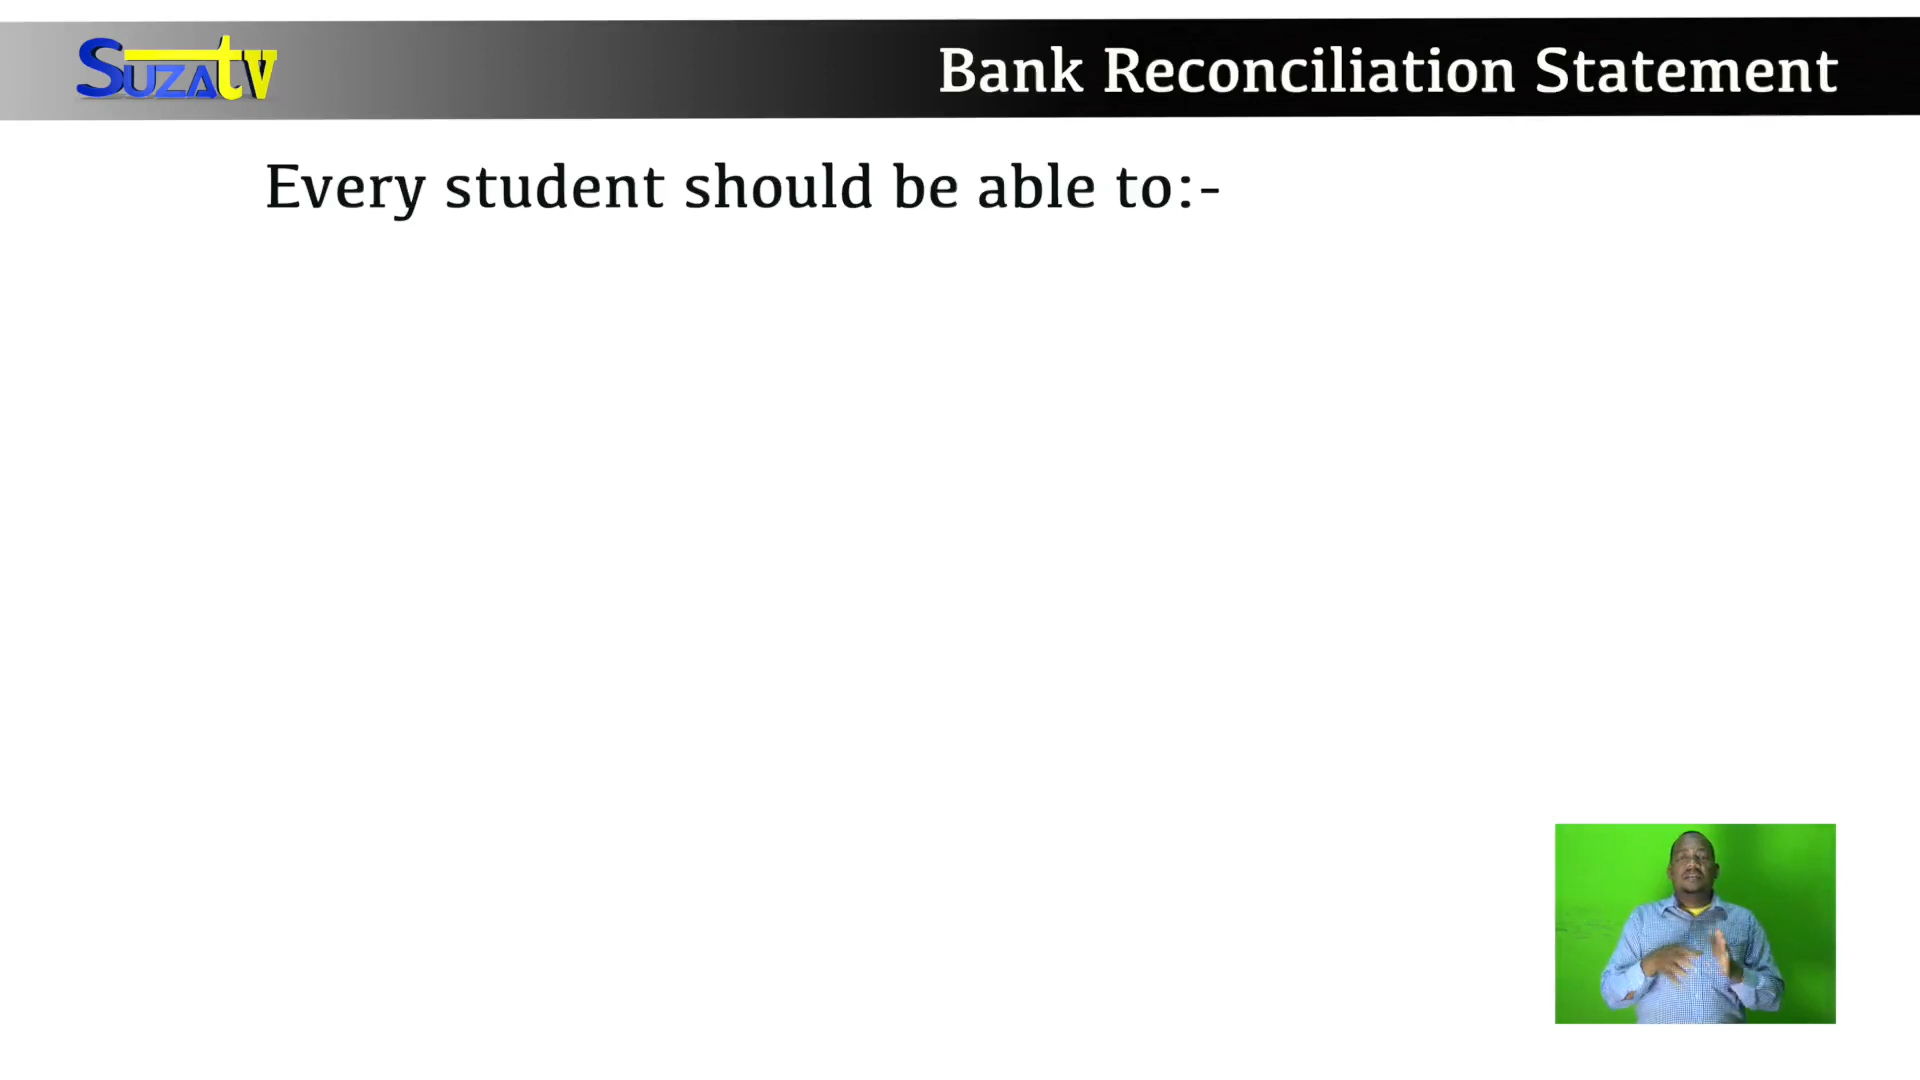 SUZAtv
Bank Reconciliation Statement
Every student should be able to:-